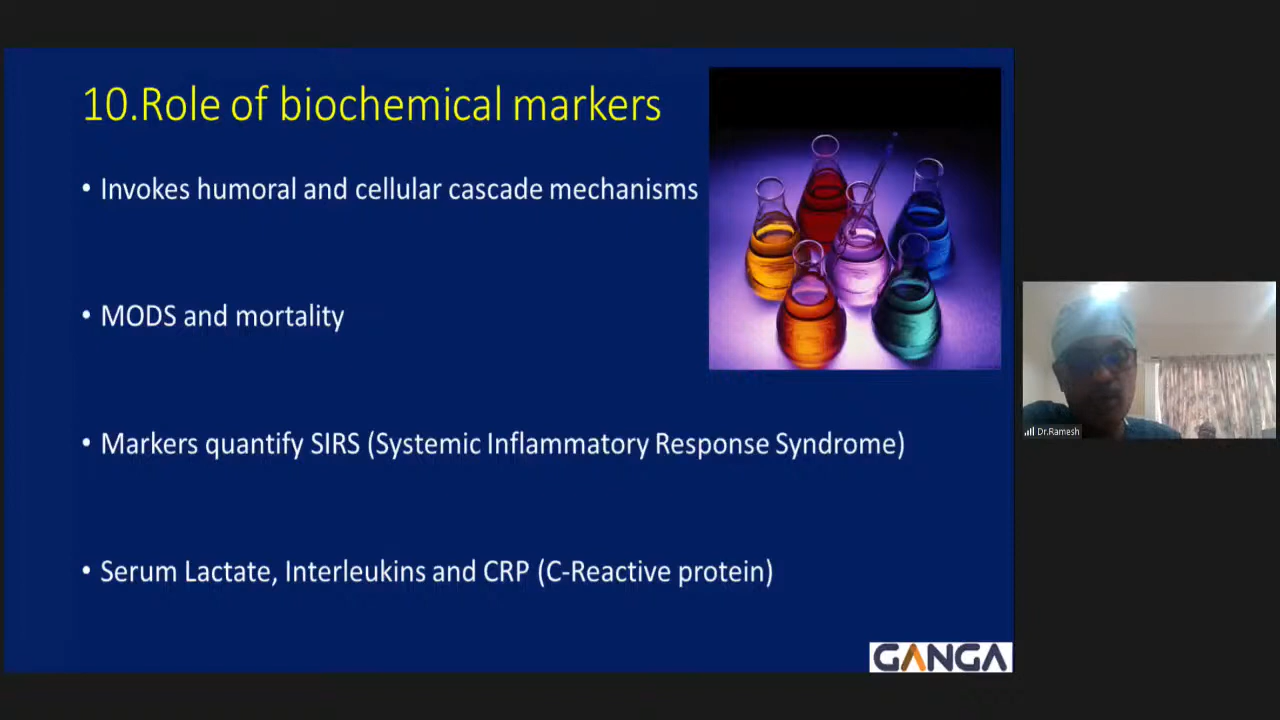 10.Role of biochemical markers
• Invokes humoral and cellular cascade mechanisms
• MODS and mortality
• Markers quantify SIRS (Systemic Inflammatory Response Syndrome)
• Serum Lactate, Interleukins and CRP (C-Reactive protein)
GANGA
Dr.Ramesh